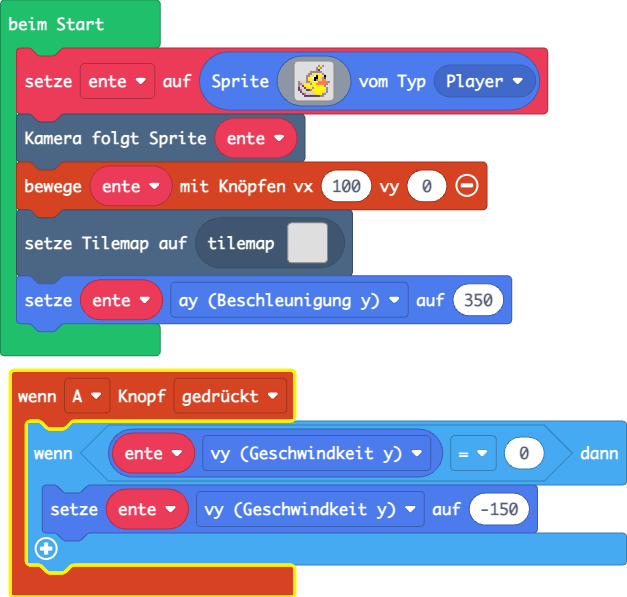 beim Start
setze ente auf Sprite vom Typ Player
Kamera folgt Sprite ente
bewege ente mit Knöpfen vx 100 vy 0
setze Tilemap auf tilemap
setze ente ay (Beschleunigung y) auf 350
wenn A Knopf gedrückt
wenn ente vy (Geschwindkeit y) = 0 dann
setze ente vy (Geschwindkeit y) auf -150